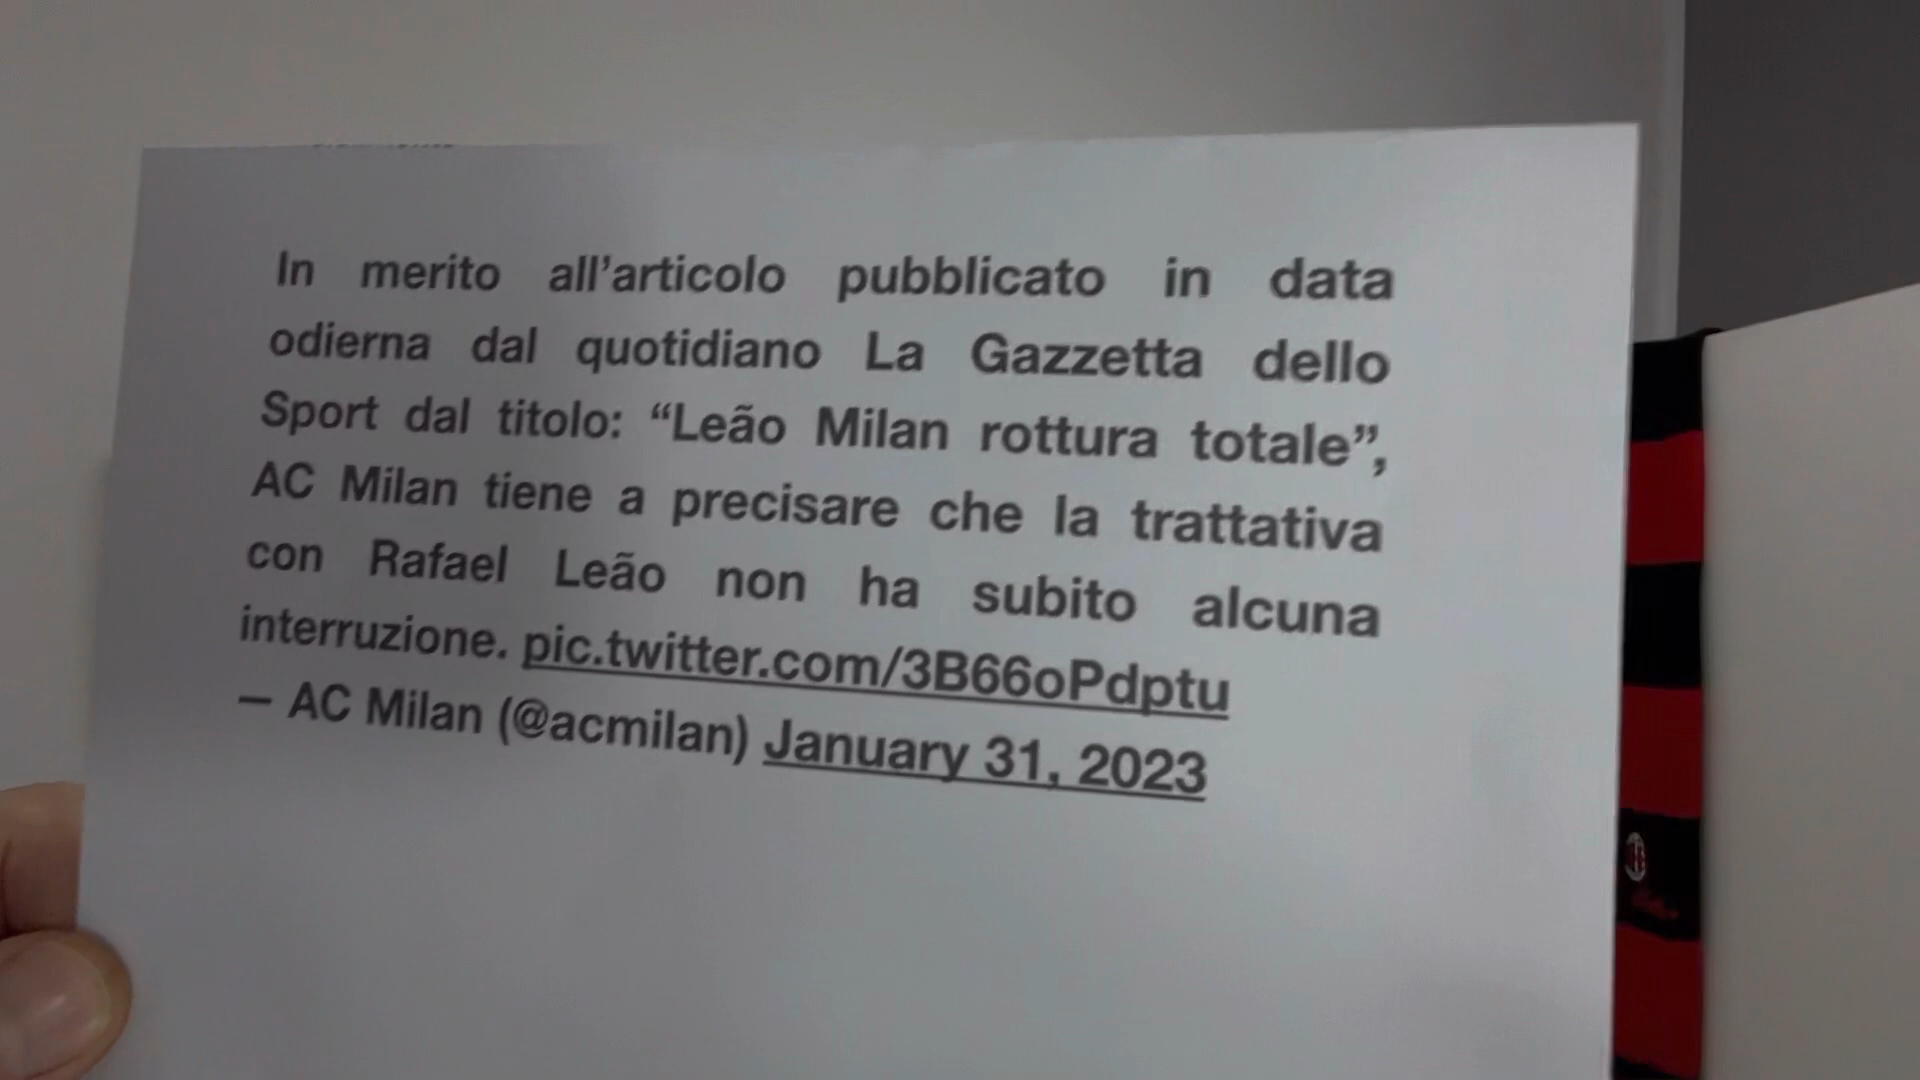 In merito all’articolo pubblicato in data
odierna dal quotidiano La Gazzetta dello
Sport dal titolo: “Leão Milan rottura totale”,
AC Milan tiene a precisare che la trattativa
con Rafael Leão non ha subito alcuna
interruzione. pic.twitter.com/3B66oPdptu
— AC Milan (@acmilan) January 31, 2023